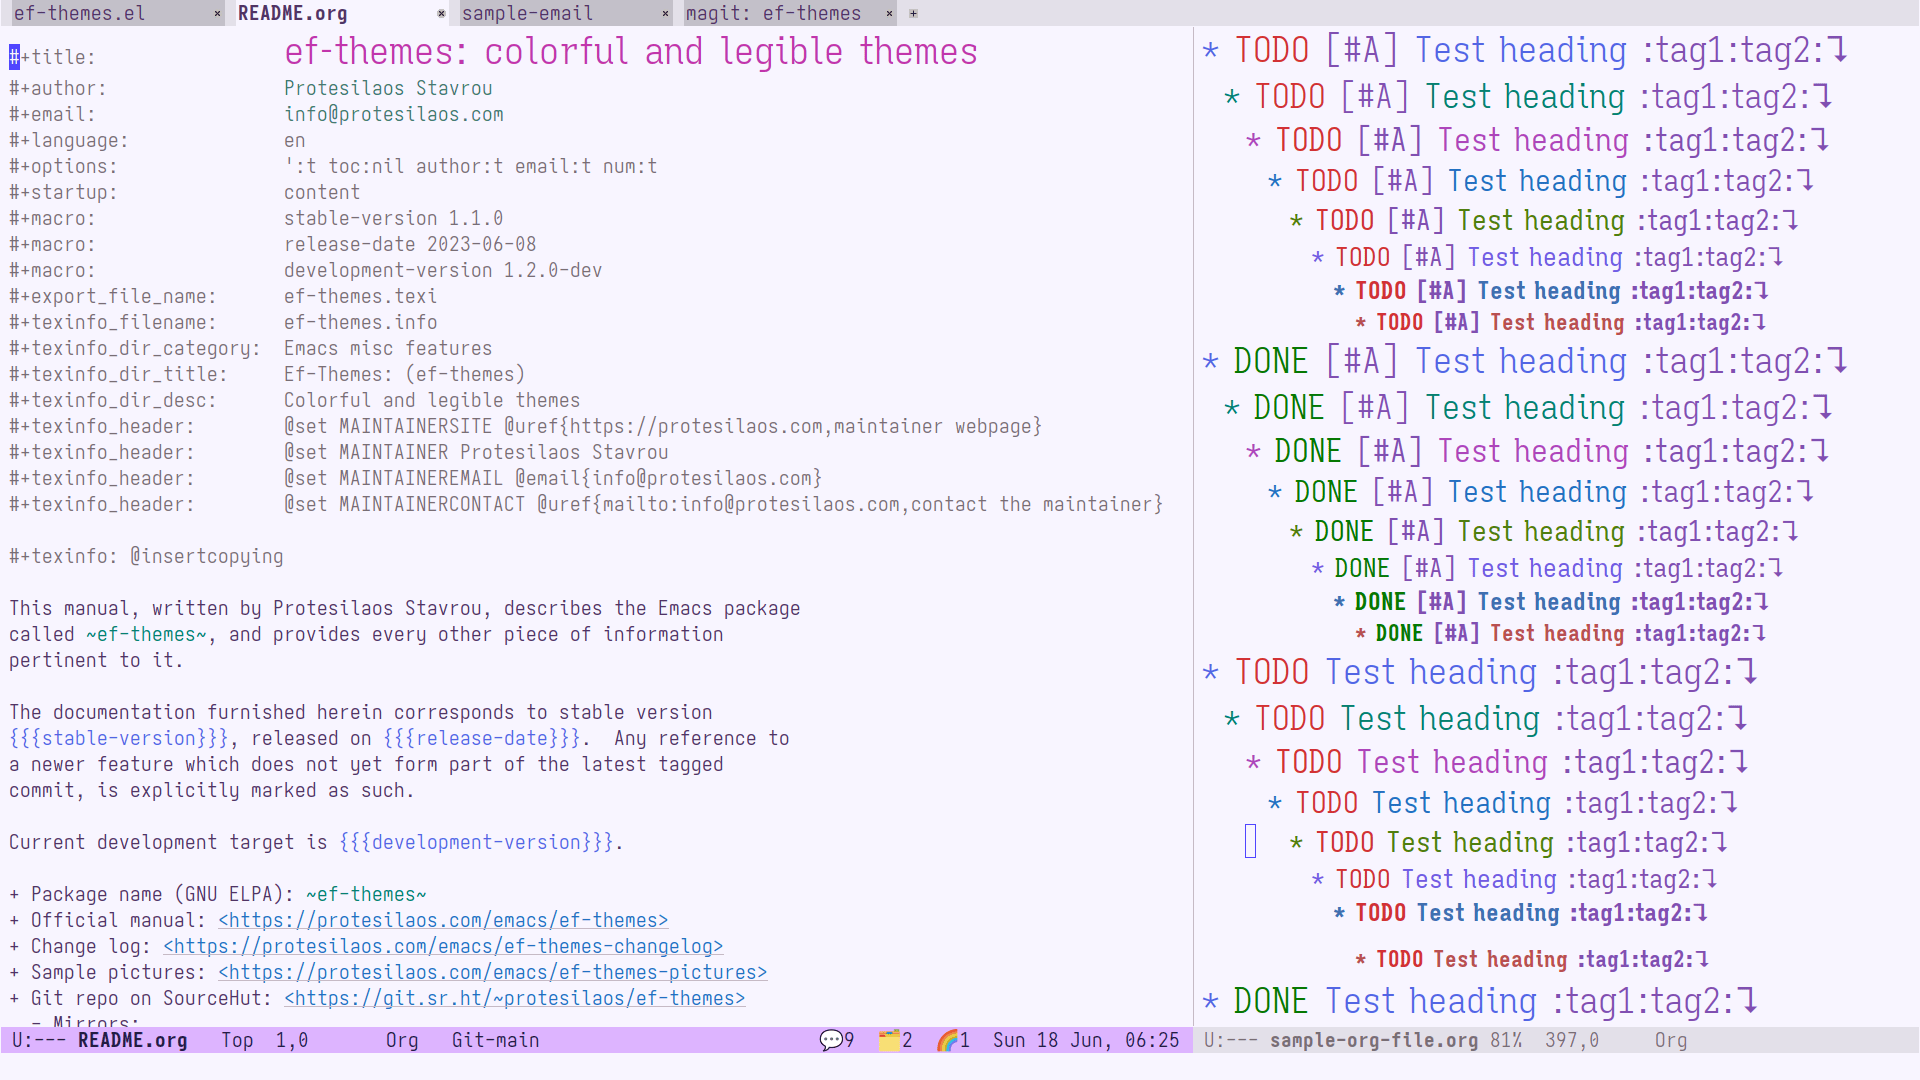 ef-themes.el × README.org ⊗ sample-email × magit: ef-themes × +
#+title: ef-themes: colorful and legible themes
#+author: Protesilaos Stavrou
#+email: info@protesilaos.com
#+language: en
#+options: ':t toc:nil author:t email:t num:t
#+startup: content
#+macro: stable-version 1.1.0
#+macro: release-date 2023-06-08
#+macro: development-version 1.2.0-dev
#+export_file_name: ef-themes.texi
#+texinfo_filename: ef-themes.info
#+texinfo_dir_category: Emacs misc features
#+texinfo_dir_title: Ef-Themes: (ef-themes)
#+texinfo_dir_desc: Colorful and legible themes
#+texinfo_header: @set MAINTAINERSITE @uref{https://protesilaos.com,maintainer webpage}
#+texinfo_header: @set MAINTAINER Protesilaos Stavrou
#+texinfo_header: @set MAINTAINEREMAIL @email{info@protesilaos.com}
#+texinfo_header: @set MAINTAINERCONTACT @uref{mailto:info@protesilaos.com,contact the maintainer}
#+texinfo: @insertcopying
This manual, written by Protesilaos Stavrou, describes the Emacs package
called ~ef-themes~, and provides every other piece of information
pertinent to it.
The documentation furnished herein corresponds to stable version
{{{stable-version}}}, released on {{{release-date}}}.  Any reference to
a newer feature which does not yet form part of the latest tagged
commit, is explicitly marked as such.
Current development target is {{{development-version}}}.
+ Package name (GNU ELPA): ~ef-themes~
+ Official manual: <https://protesilaos.com/emacs/ef-themes>
+ Change log: <https://protesilaos.com/emacs/ef-themes-changelog>
+ Sample pictures: <https://protesilaos.com/emacs/ef-themes-pictures>
+ Git repo on SourceHut: <https://git.sr.ht/~protesilaos/ef-themes>
- Mirrors:
U:--- README.org Top 1,0 Org Git-main 💬9 🗂️2 🌈1 Sun 18 Jun, 06:25
* TODO [#A] Test heading :tag1:tag2:⤵
* TODO [#A] Test heading :tag1:tag2:⤵
* TODO [#A] Test heading :tag1:tag2:⤵
* TODO [#A] Test heading :tag1:tag2:⤵
* TODO [#A] Test heading :tag1:tag2:⤵
* TODO [#A] Test heading :tag1:tag2:⤵
* TODO [#A] Test heading :tag1:tag2:⤵
* TODO [#A] Test heading :tag1:tag2:⤵
* DONE [#A] Test heading :tag1:tag2:⤵
* DONE [#A] Test heading :tag1:tag2:⤵
* DONE [#A] Test heading :tag1:tag2:⤵
* DONE [#A] Test heading :tag1:tag2:⤵
* DONE [#A] Test heading :tag1:tag2:⤵
* DONE [#A] Test heading :tag1:tag2:⤵
* DONE [#A] Test heading :tag1:tag2:⤵
* DONE [#A] Test heading :tag1:tag2:⤵
* TODO Test heading :tag1:tag2:⤵
* TODO Test heading :tag1:tag2:⤵
* TODO Test heading :tag1:tag2:⤵
* TODO Test heading :tag1:tag2:⤵
* TODO Test heading :tag1:tag2:⤵
* TODO Test heading :tag1:tag2:⤵
* TODO Test heading :tag1:tag2:⤵
* TODO Test heading :tag1:tag2:⤵
* DONE Test heading :tag1:tag2:⤵
U:--- sample-org-file.org 81% 397,0 Org